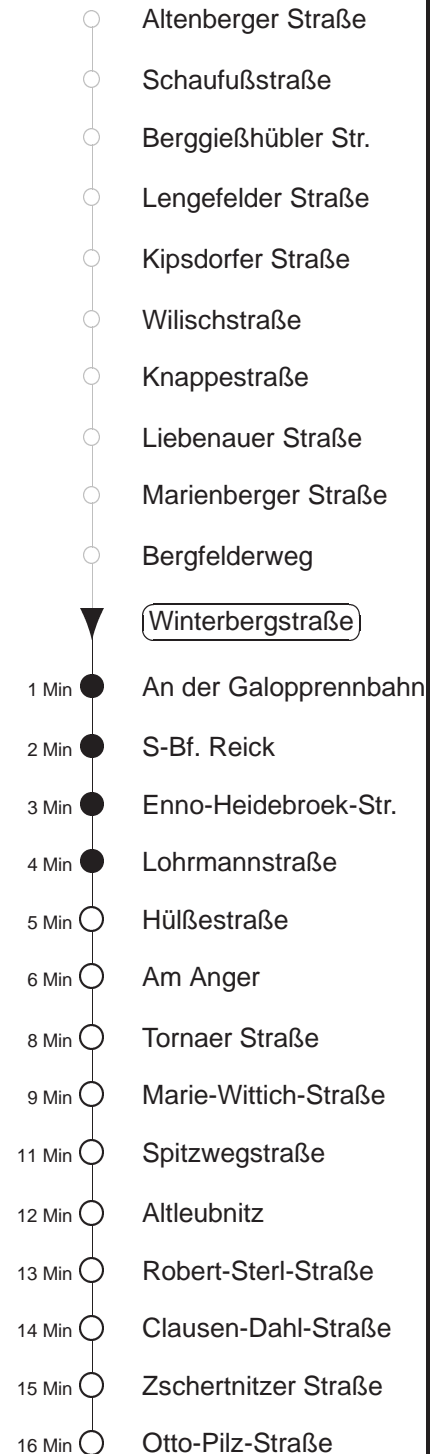 Altenberger Straße
Schaufußstraße
Berggießhübler Str.
Lengefelder Straße
Kipsdorfer Straße
Wilischstraße
Knappestraße
Liebenauer Straße
Marienberger Straße
Bergfelderweg
Winterbergstraße
1 Min An der Galopprennbahn
2 Min S-Bf. Reick
3 Min Enno-Heidebroek-Str.
4 Min Lohrmannstraße
5 Min Hülßestraße
6 Min Am Anger
8 Min Tornaer Straße
9 Min Marie-Wittich-Straße
11 Min Spitzwegstraße
12 Min Altleubnitz
13 Min Robert-Sterl-Straße
14 Min Clausen-Dahl-Straße
15 Min Zschertnitzer Straße
16 Min Otto-Pilz-Straße